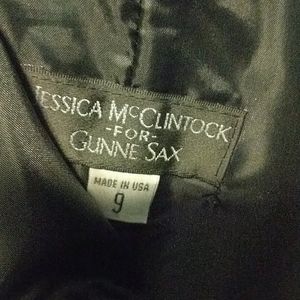 JESSICA McCLINTOCK
-FOR-
GUNNE SAX
MADE IN USA
9